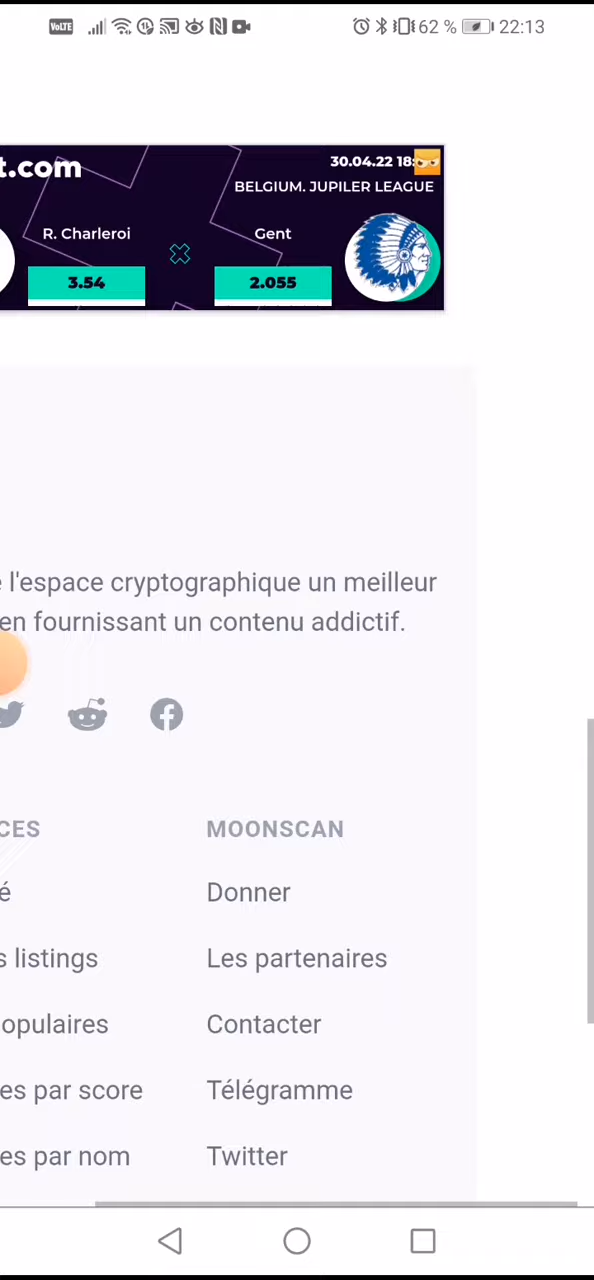 VoLTE 62 % 22:13
t.com
30.04.22 18:
BELGIUM. JUPILER LEAGUE
R. Charleroi Gent
3.54 2.055
l'espace cryptographique un meilleur
en fournissant un contenu addictif.
CES MOONSCAN
é Donner
s listings Les partenaires
opulaires Contacter
es par score Télégramme
es par nom Twitter